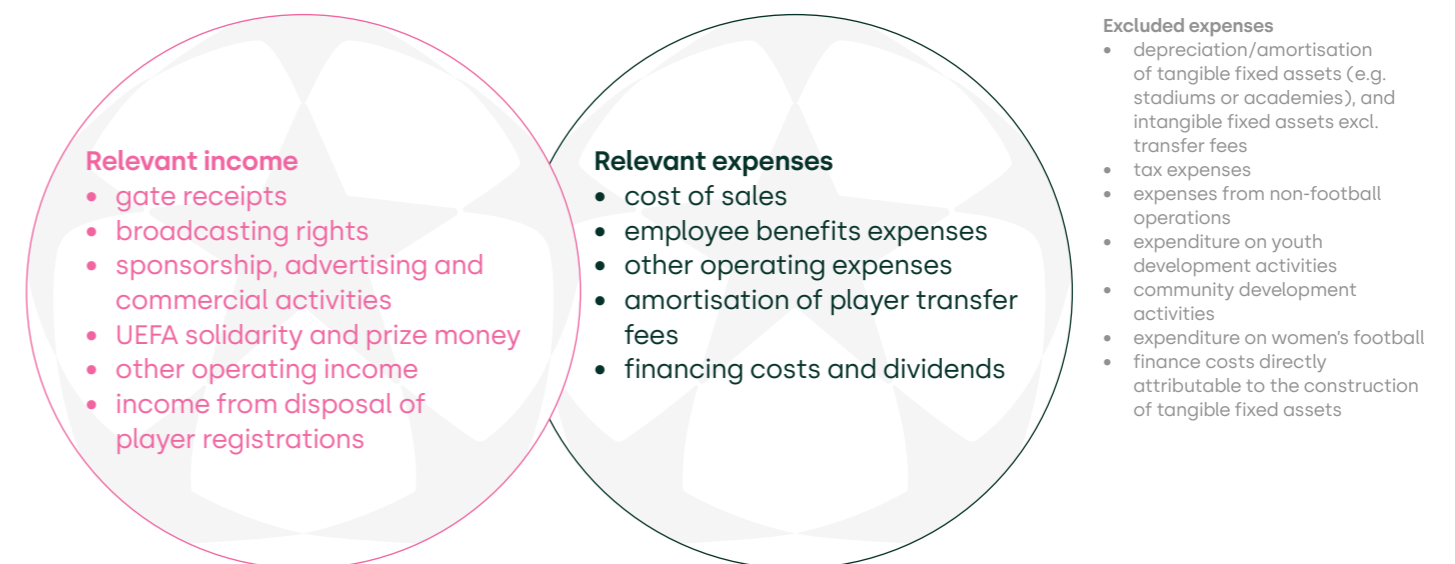 Relevant income
• gate receipts
• broadcasting rights
• sponsorship, advertising and
commercial activities
• UEFA solidarity and prize money
• other operating income
• income from disposal of
player registrations
Relevant expenses
• cost of sales
• employee benefits expenses
• other operating expenses
• amortisation of player transfer
fees
• financing costs and dividends
Excluded expenses
• depreciation/amortisation
of tangible fixed assets (e.g.
stadiums or academies), and
intangible fixed assets excl.
transfer fees
• tax expenses
• expenses from non-football
operations
• expenditure on youth
development activities
• community development
activities
• expenditure on women’s football
• finance costs directly
attributable to the construction
of tangible fixed assets